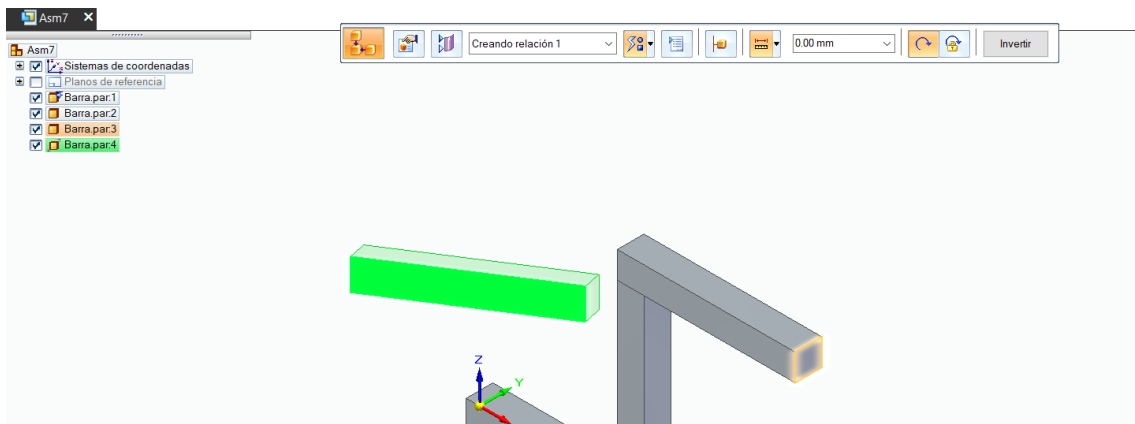 Asm7 X
Creando relación 1
0.00 mm
Invertir
Asm7
Sistemas de coordenadas
Planos de referencia
Barra.par:1
Barra.par:2
Barra.par:3
Barra.par:4
Z
Y